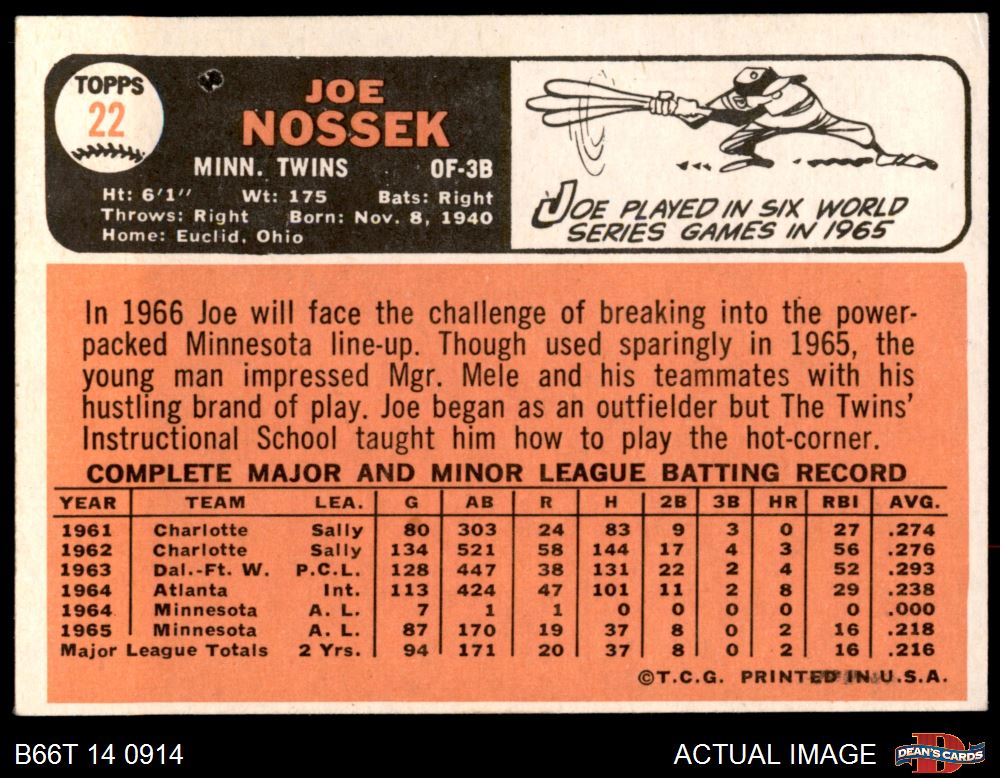 TOPPS
22
JOE
NOSSEK
MINN. TWINS OF-3B
Ht: 6'1" Wt: 175 Bats: Right
Throws: Right Born: Nov. 8, 1940
Home: Euclid, Ohio
JOE PLAYED IN SIX WORLD
SERIES GAMES IN 1965
In 1966 Joe will face the challenge of breaking into the power-
packed Minnesota line-up. Though used sparingly in 1965, the
young man impressed Mgr. Mele and his teammates with his
hustling brand of play. Joe began as an outfielder but The Twins'
Instructional School taught him how to play the hot-corner.
COMPLETE MAJOR AND MINOR LEAGUE BATTING RECORD
YEAR TEAM LEA. G AB R H 2B 3B HR RBI AVG.
1961 Charlotte Sally 80 303 24 83 9 3 0 27 .274
1962 Charlotte Sally 134 521 58 144 17 4 3 56 .276
1963 Dal.-Ft. W. P.C.L. 128 447 38 131 22 2 4 52 .293
1964 Atlanta Int. 113 424 47 101 11 2 8 29 .238
1964 Minnesota A. L. 7 1 1 0 0 0 0 0 .000
1965 Minnesota A. L. 87 170 19 37 8 0 2 16 .218
Major League Totals 2 Yrs. 94 171 20 37 8 0 2 16 .216
©T.C.G. PRINTED IN U.S.A.
B66T 14 0914 ACTUAL IMAGE DEAN'S CARDS